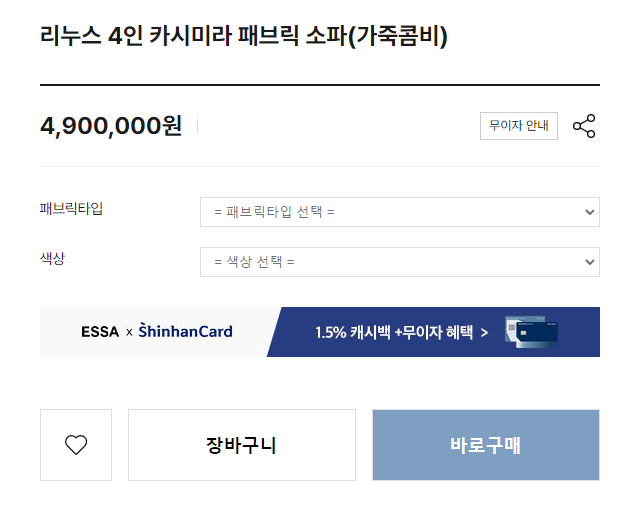 리누스 4인 카시미라 패브릭 소파(가죽콤비)
4,900,000원
무이자 안내
패브릭타입
= 패브릭타입 선택 =
색상
= 색상 선택 =
ESSA x ShinhanCard
1.5% 캐시백 +무이자 혜택 >
장바구니
바로구매